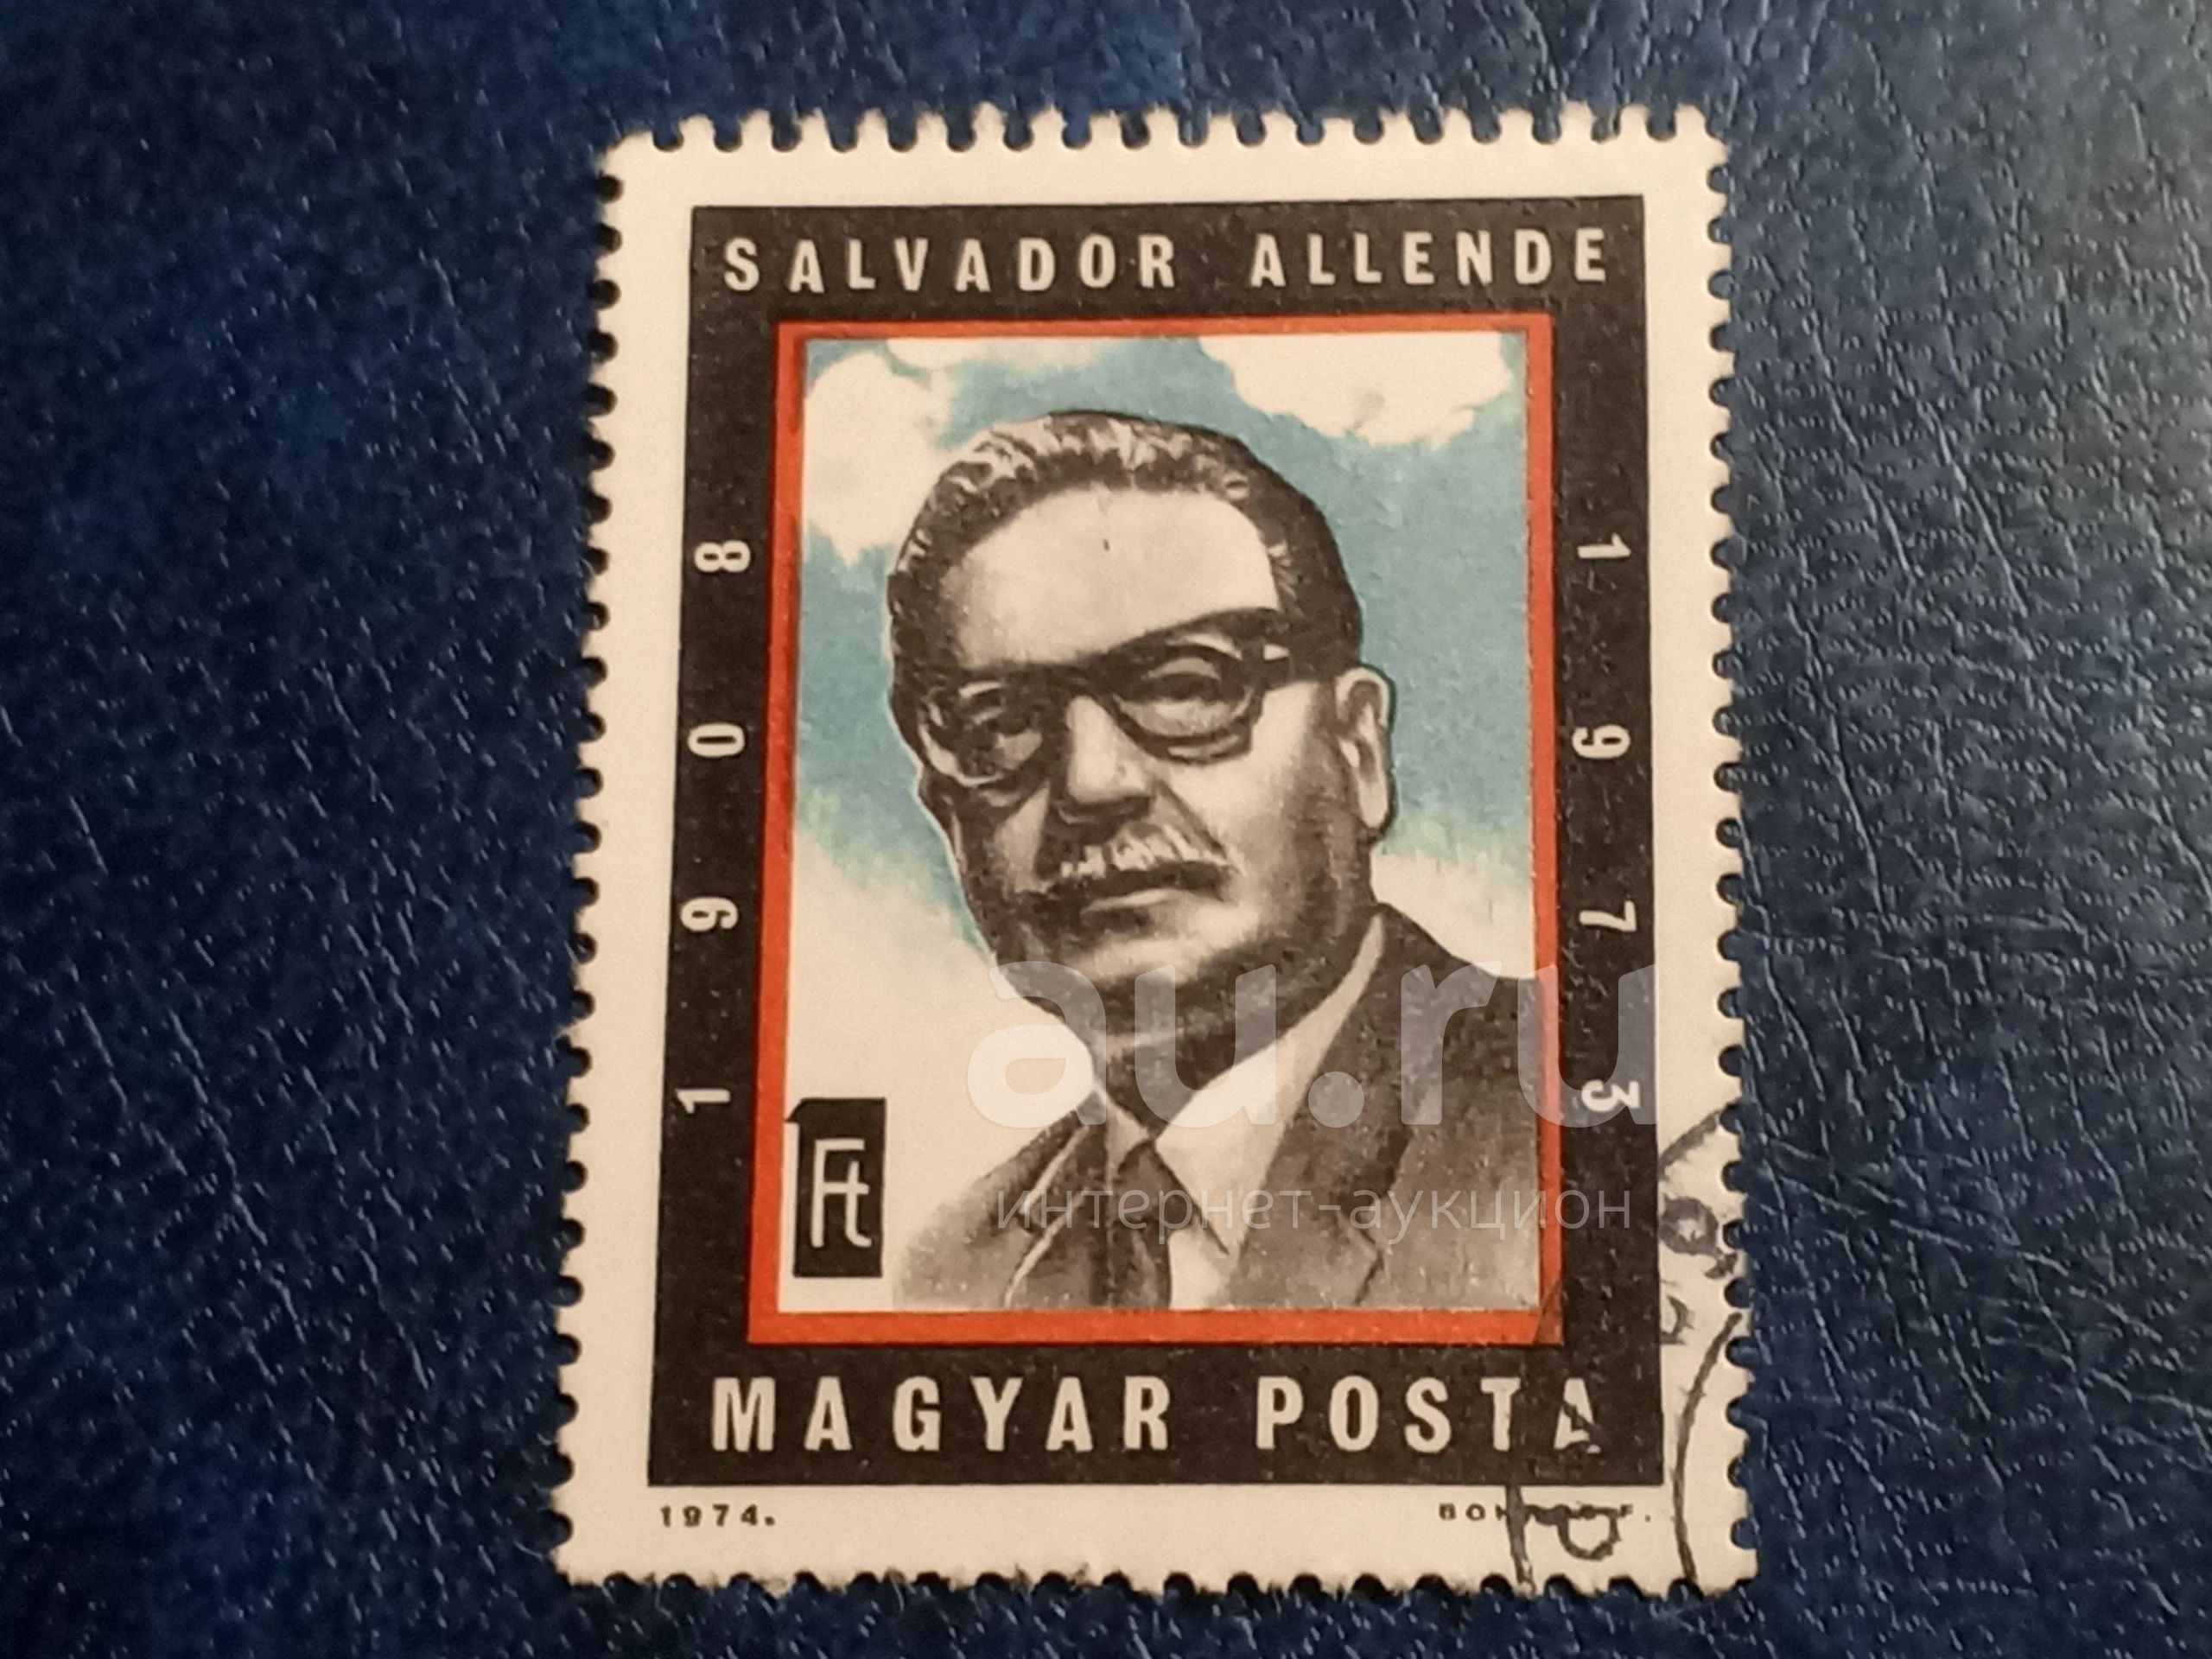 SALVADOR ALLENDE
1908
1973
1 Ft
MAGYAR POSTA
1974.
au.ru
интернет-аукцион